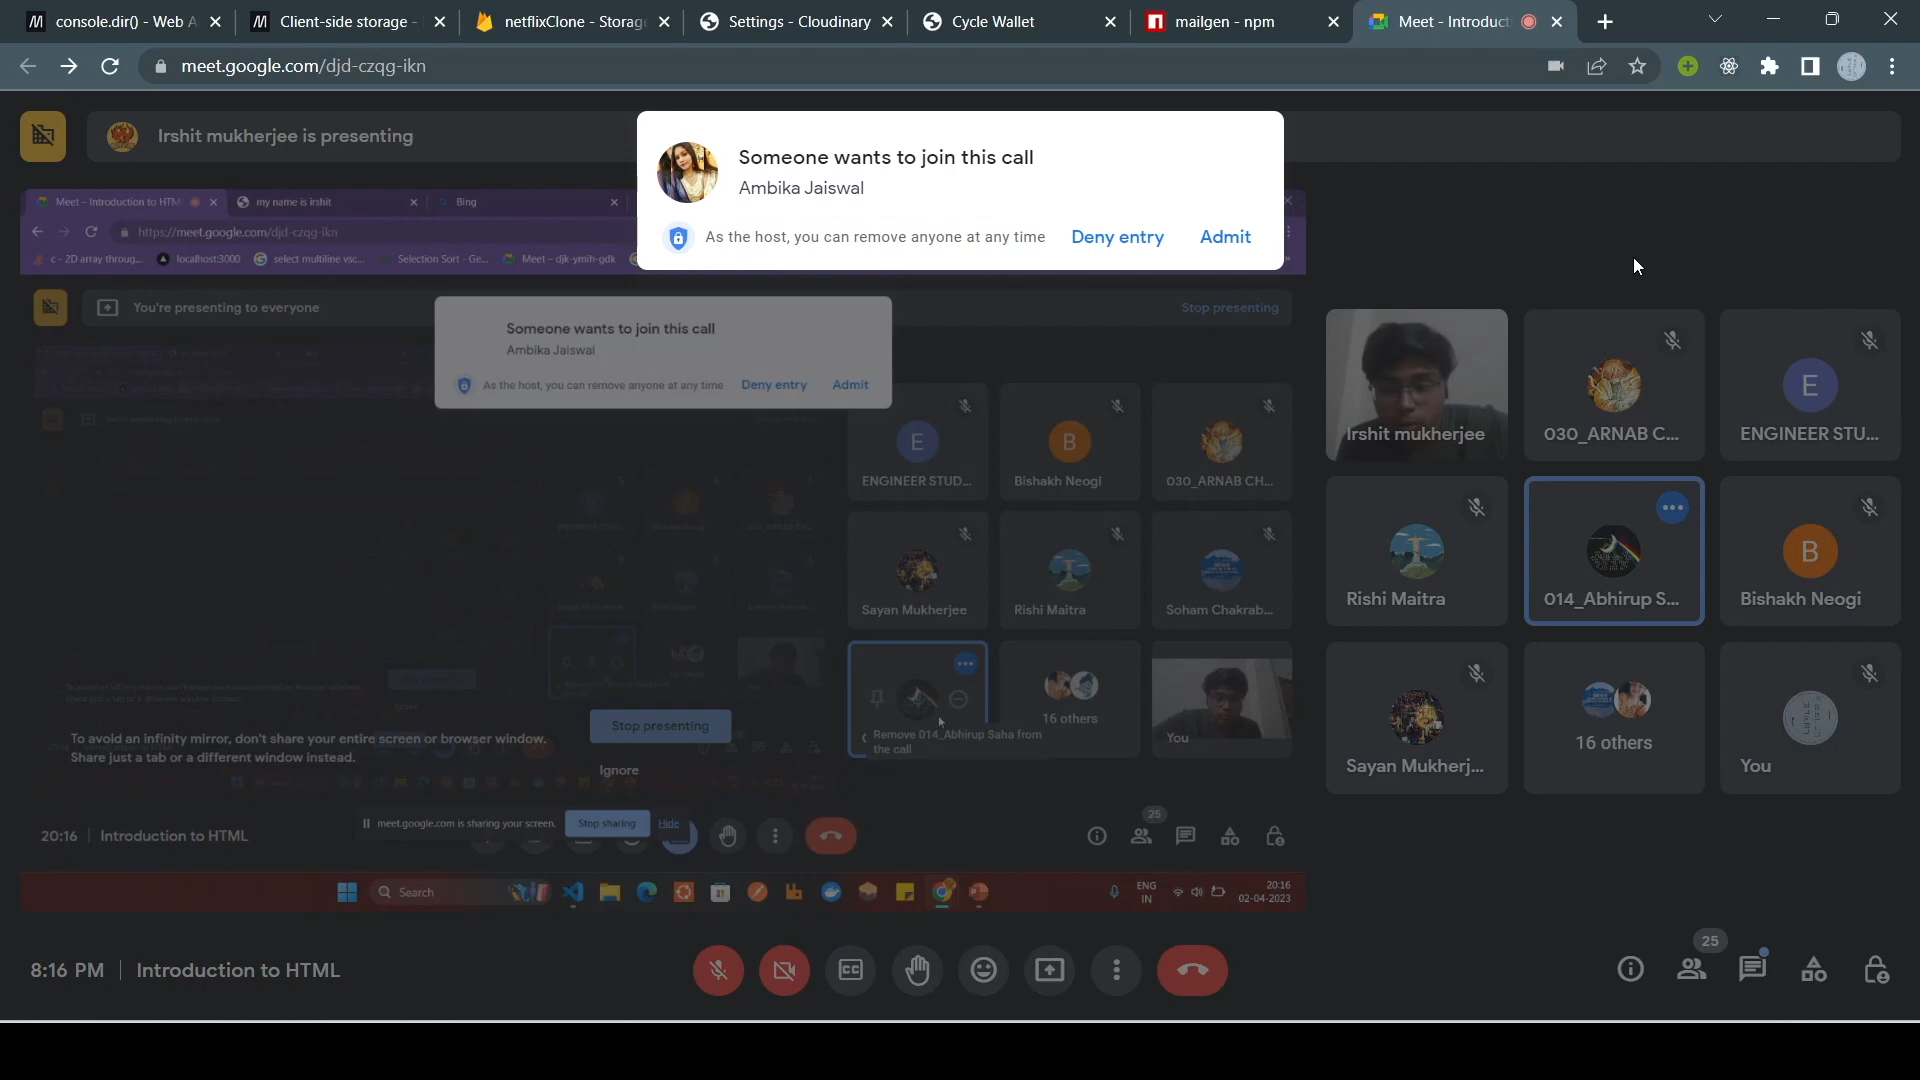 console.dir() - Web A
Client-side storage -
netflixClone - Storage
Settings - Cloudinary
Cycle Wallet
mailgen - npm
Meet - Introduct
meet.google.com/djd-czqg-ikn
Irshit mukherjee is presenting
Someone wants to join this call
Ambika Jaiswal
As the host, you can remove anyone at any time
Deny entry
Admit
Meet - Introduction to HTM
my name is irshit
Bing
https://meet.google.com/djd-czqg-ikn
c - 2D array throug...
localhost:3000
select multiline vsc...
Selection Sort - Ge...
Meet - djk-ymih-gdk
You're presenting to everyone
Stop presenting
Someone wants to join this call
Ambika Jaiswal
As the host, you can remove anyone at any time
Deny entry
Admit
E
ENGINEER STUD...
B
Bishakh Neogi
030_ARNAB CH...
Sayan Mukherjee
Rishi Maitra
Soham Chakrab...
Remove 014_Abhirup Saha from
the call
16 others
You
Stop presenting
To avoid an infinity mirror, don't share your entire screen or browser window.
Share just a tab or a different window instead.
Ignore
20:16
Introduction to HTML
meet.google.com is sharing your screen.
Stop sharing
Hide
25
Search
ENG
IN
20:16
02-04-2023
Irshit mukherjee
030_ARNAB C...
E
ENGINEER STU...
Rishi Maitra
014_Abhirup S...
B
Bishakh Neogi
Sayan Mukherj...
16 others
You
8:16 PM
Introduction to HTML
25